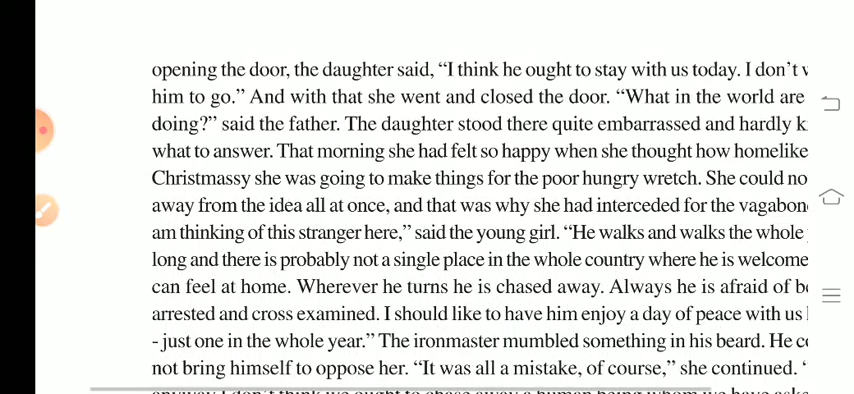 opening the door, the daughter said, “I think he ought to stay with us today. I don’t
him to go.” And with that she went and closed the door. “What in the world are
doing?” said the father. The daughter stood there quite embarrassed and hardly
what to answer. That morning she had felt so happy when she thought how homelike
Christmassy she was going to make things for the poor hungry wretch. She could
away from the idea all at once, and that was why she had interceded for the
am thinking of this stranger here,” said the young girl. “He walks and walks the whole
long and there is probably not a single place in the whole country where he is welcome
can feel at home. Wherever he turns he is chased away. Always he is afraid of
arrested and cross examined. I should like to have him enjoy a day of peace with us
- just one in the whole year.” The ironmaster mumbled something in his beard. He
not bring himself to oppose her. “It was all a mistake, of course,” she continued. “